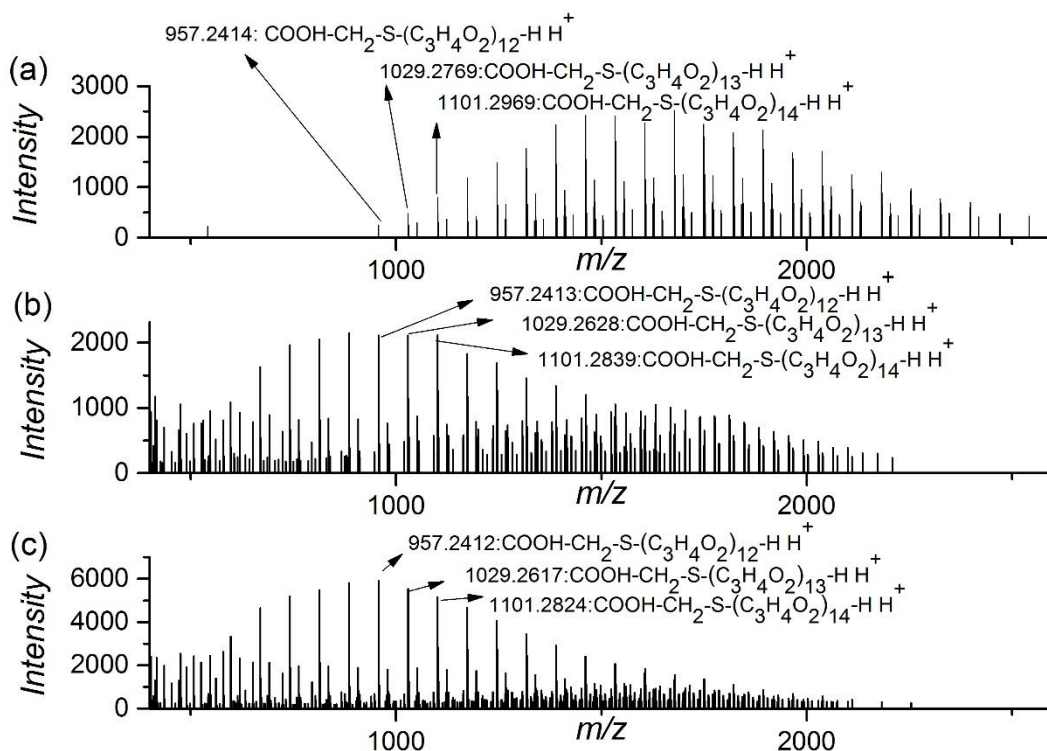 957.2414: COOH-CH2-S-(C3H4O2)12-H H+
(a)
1029.2769:COOH-CH2-S-(C3H4O2)13-H H+
1101.2969:COOH-CH2-S-(C3H4O2)14-H H+
3000
2000
1000
0
Intensity
1000
m/z
2000
(b)
957.2413:COOH-CH2-S-(C3H4O2)12-H H+
1029.2628:COOH-CH2-S-(C3H4O2)13-H H+
1101.2839:COOH-CH2-S-(C3H4O2)14-H H+
2000
1000
0
Intensity
1000
m/z
2000
(c)
957.2412:COOH-CH2-S-(C3H4O2)12-H H+
1029.2617:COOH-CH2-S-(C3H4O2)13-H H+
1101.2824:COOH-CH2-S-(C3H4O2)14-H H+
6000
4000
2000
0
Intensity
1000
m/z
2000